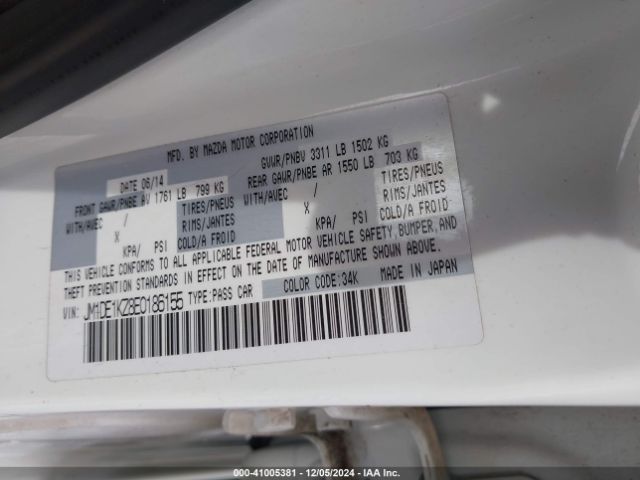 MFD. BY MAZDA MOTOR CORPORATION
DATE 06/14 GVWR/PNBV 3311 LB 1502 KG
FRONT GAWR/PNBE AV 1761 LB 799 KG REAR GAWR/PNBE AR 1550 LB 703 KG
WITH/AVEC / TIRES/PNEUS WITH/AVEC / TIRES/PNEUS
X RIMS/JANTES X RIMS/JANTES
KPA/ PSI COLD/A FROID KPA/ PSI COLD/A FROID
THIS VEHICLE CONFORMS TO ALL APPLICABLE FEDERAL MOTOR VEHICLE SAFETY, BUMPER, AND
THEFT PREVENTION STANDARDS IN EFFECT ON THE DATE OF MANUFACTURE SHOWN ABOVE.
VIN: JM1DE1KZ8E0186155 TYPE: PASS CAR COLOR CODE: 34K MADE IN JAPAN
000-41005381 - 12/05/2024 - IAA Inc.